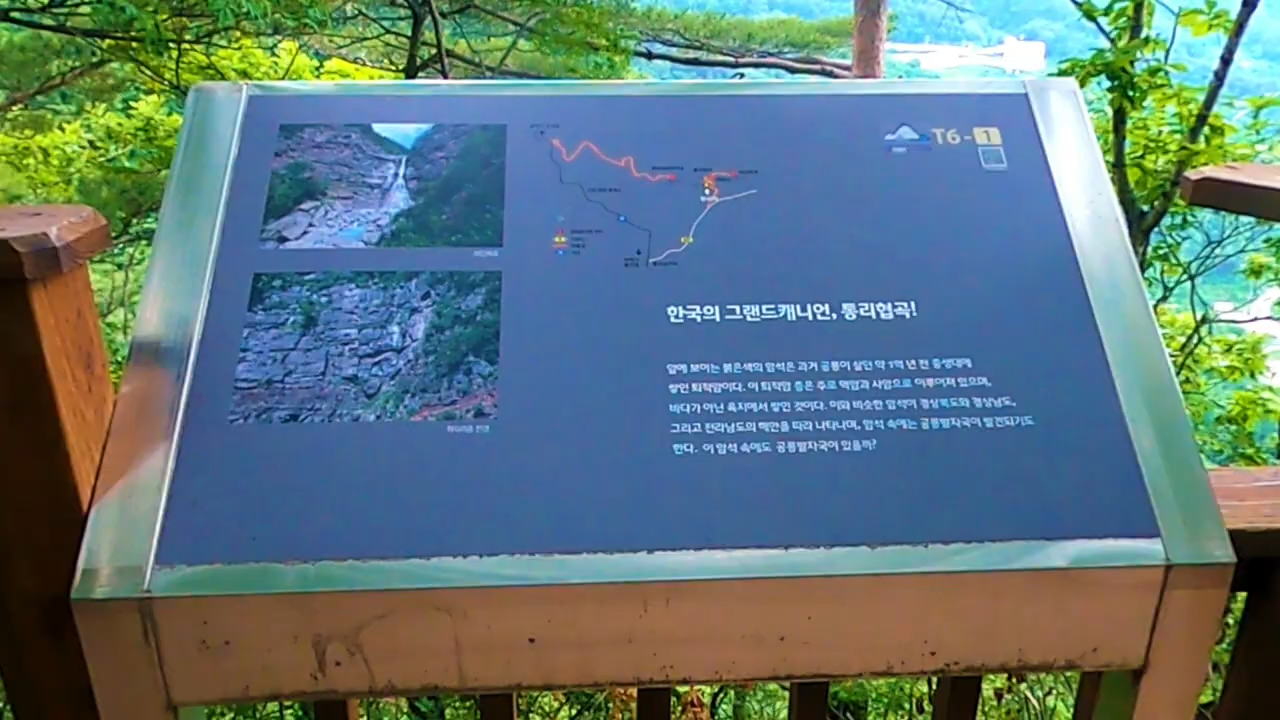 T6-1
미인폭포
한국의 그랜드캐니언, 통리협곡!
앞에 보이는 붉은색의 암석은 과거 공룡이 살던 약 1억 년 전 중생대에
쌓인 퇴적암이다. 이 퇴적암 층은 주로 역암과 사암으로 이루어져 있으며,
바다가 아닌 육지에서 쌓인 것이다. 이와 비슷한 암석이 경상북도와 경상남도,
그리고 전라남도의 해안을 따라 나타나며, 암석 속에는 공룡발자국이 발견되기도
한다. 이 암석 속에도 공룡발자국이 있을까?